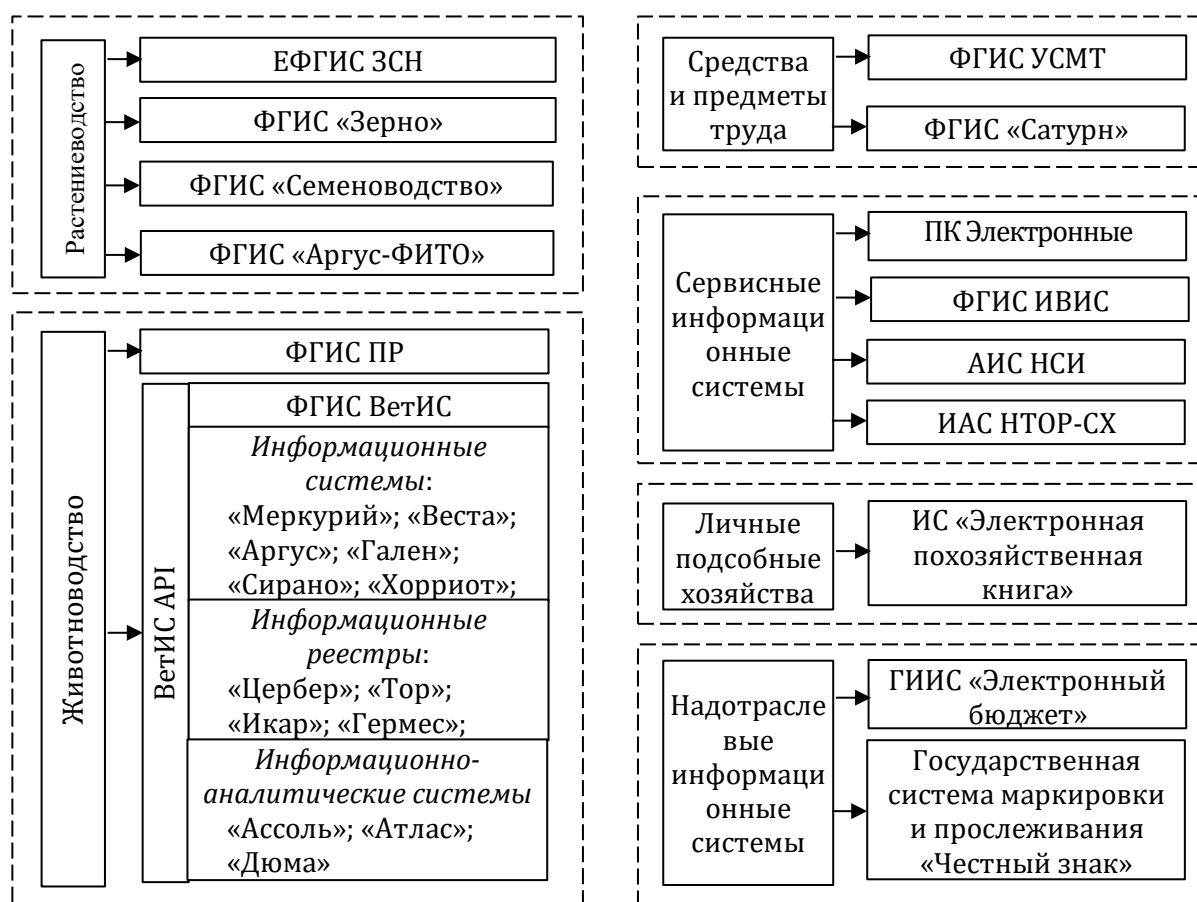 Растениеводство
ЕФГИС ЗСН
ФГИС «Зерно»
ФГИС «Семеноводство»
ФГИС «Аргус-ФИТО»
Животноводство
ФГИС ПР
ВетИС API
ФГИС ВетИС
Информационные
системы:
«Меркурий»; «Веста»;
«Аргус»; «Гален»;
«Сирано»; «Хорриот»;
Информационные
реестры:
«Цербер»; «Тор»;
«Икар»; «Гермес»;
Информационно-
аналитические системы
«Ассоль»; «Атлас»;
«Дюма»
Средства
и предметы
труда
ФГИС УСМТ
ФГИС «Сатурн»
Сервисные
информаци
онные
системы
ПК Электронные
ФГИС ИВИС
АИС НСИ
ИАС НТОР-СХ
Личные
подсобные
хозяйства
ИС «Электронная
похозяйственная
книга»
Надотрасле
вые
информаци
онные
системы
ГИИС «Электронный
бюджет»
Государственная
система маркировки
и прослеживания
«Честный знак»